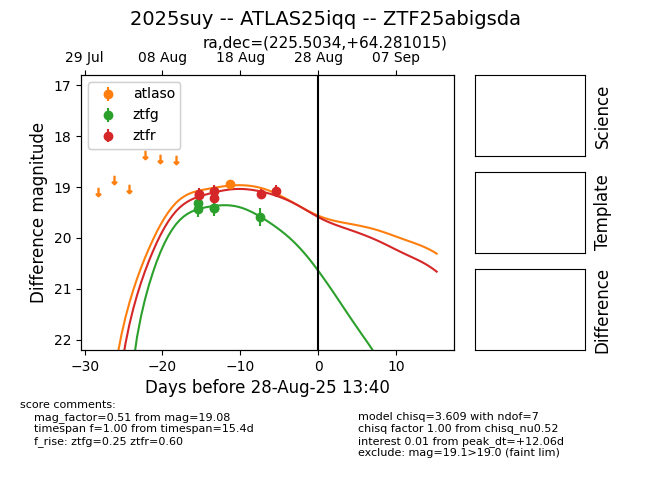 2025suy -- ATLAS25iqq -- ZTF25abigsda
ra,dec=(225.5034,+64.281015)
29 Jul 08 Aug 18 Aug 28 Aug 07 Sep
atlaso
ztfg
ztfr
17
18
19
20
21
22
Difference magnitude
−30 −20 −10 0 10
Days before 28-Aug-25 13:40
Science
Template
Difference
score comments:
mag_factor=0.51 from mag=19.08
timespan f=1.00 from timespan=15.4d
f_rise: ztfg=0.25 ztfr=0.60
model chisq=3.609 with ndof=7
chisq factor 1.00 from chisq_nu0.52
interest 0.01 from peak_dt=+12.06d
exclude: mag=19.1>19.0 (faint lim)